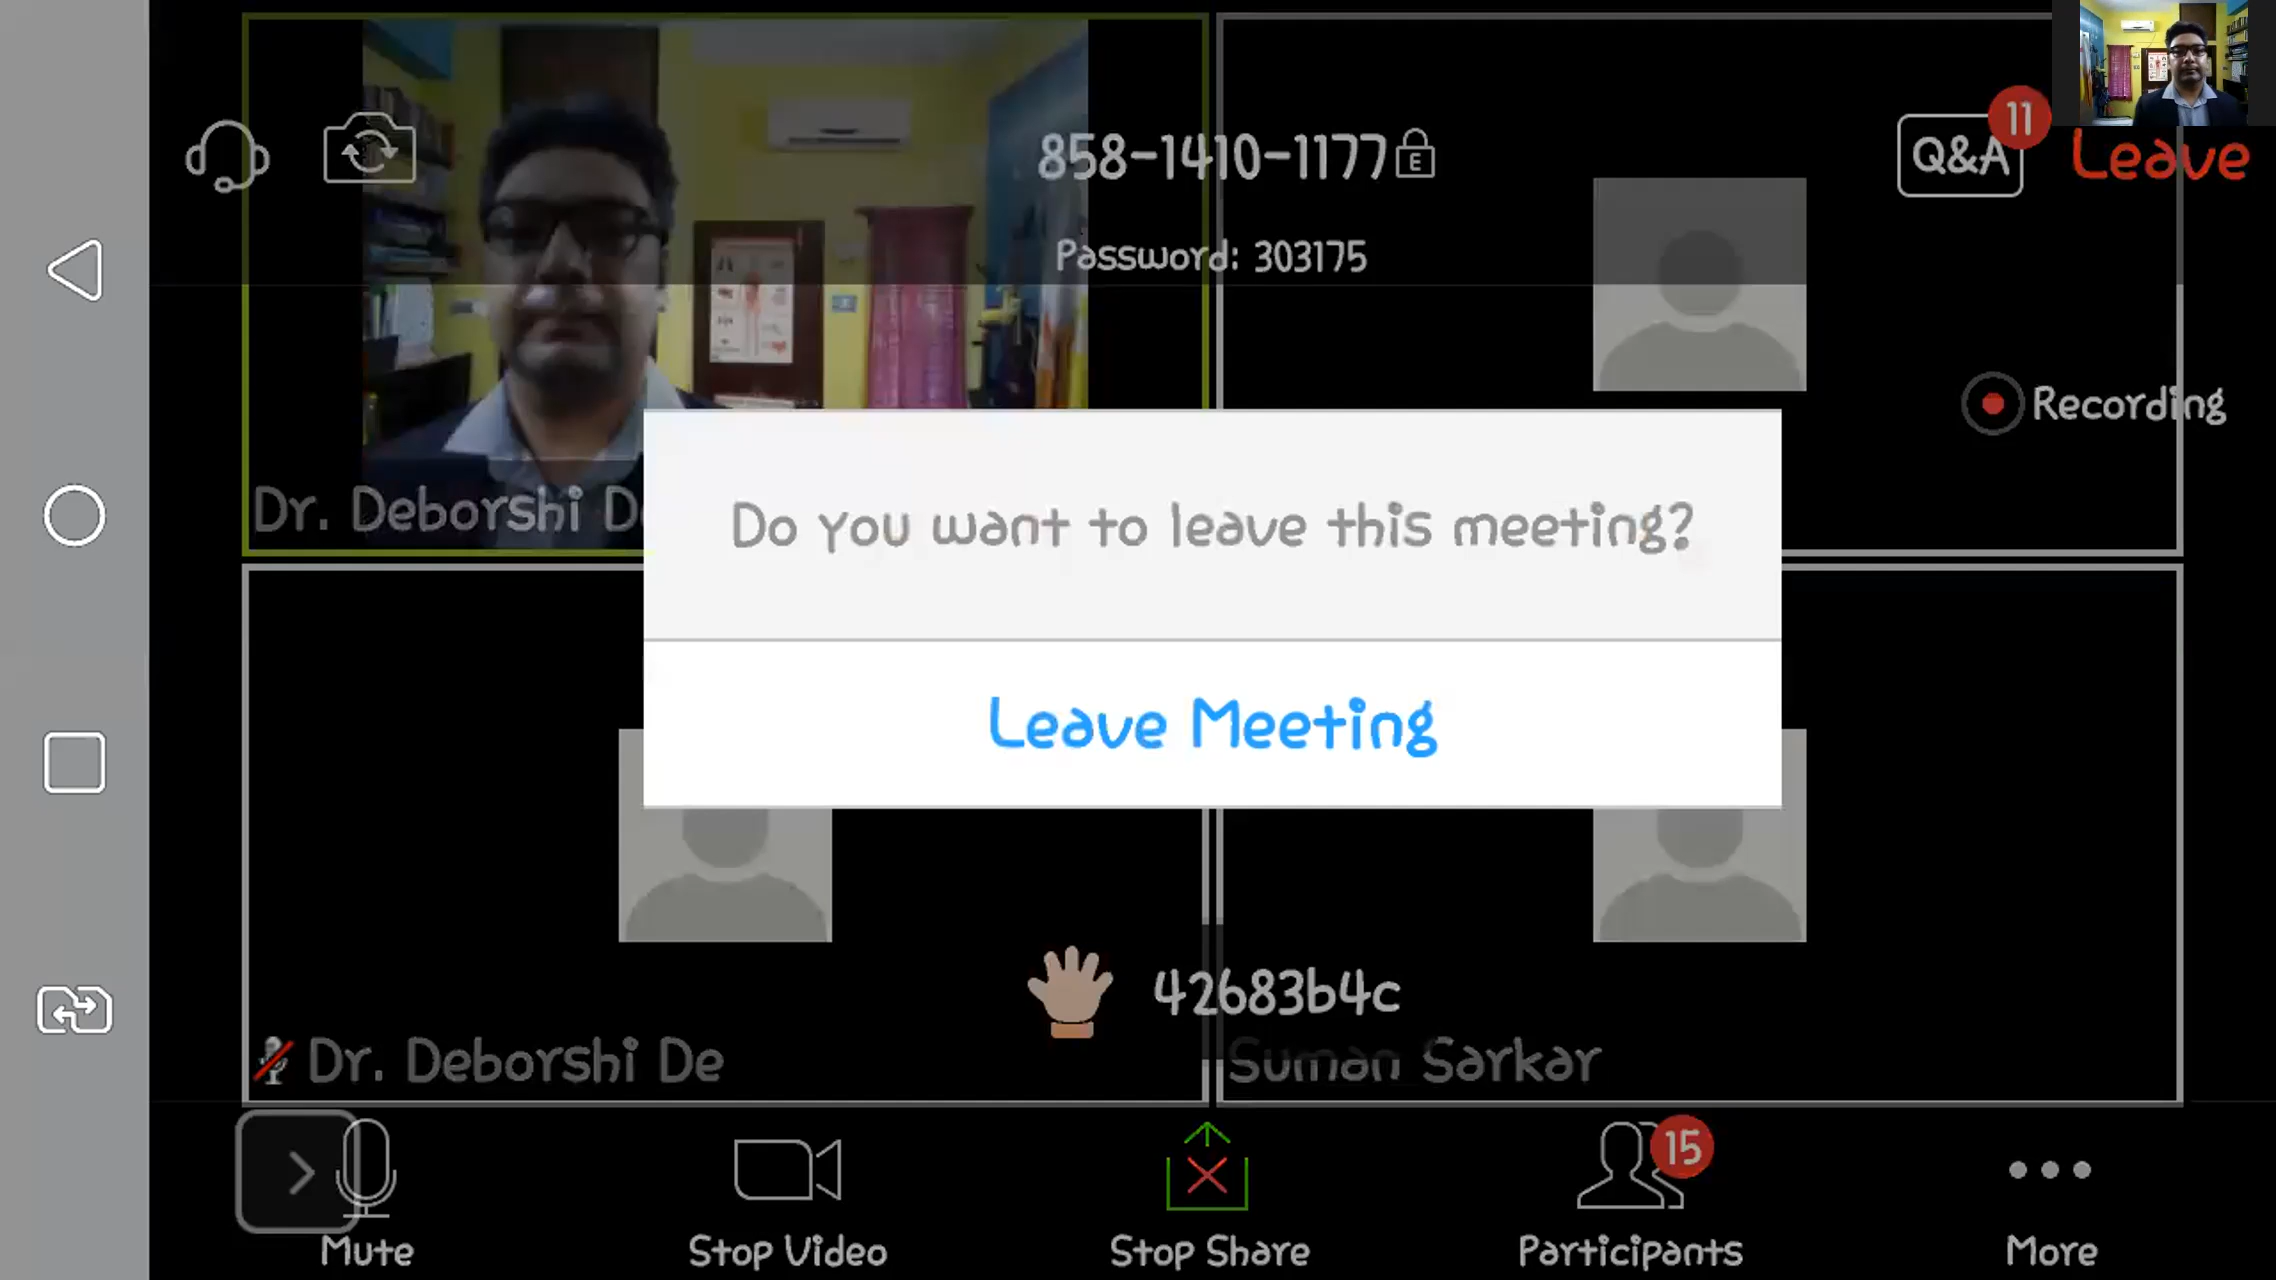 858-1410-1177
E
Q&A
11
Leave
Password: 303175
Recording
Dr. Deborshi D
Do you want to leave this meeting?
Leave Meeting
42683b4c
Dr. Deborshi De
Suman Sarkar
15
Mute
Stop Video
Stop Share
Participants
More